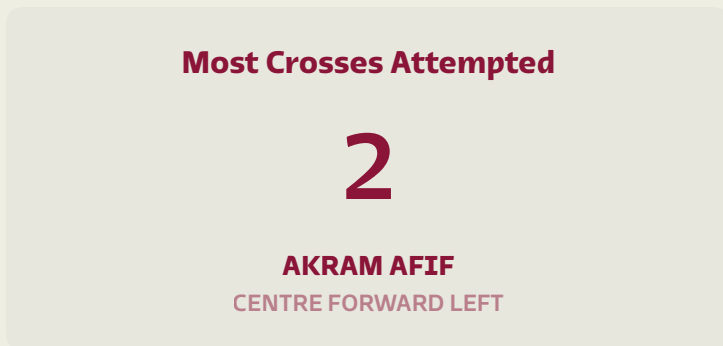 Most Crosses Attempted
2
AKRAM AFIF
CENTRE FORWARD LEFT